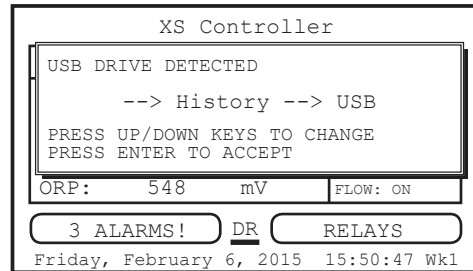 XS Controller
USB DRIVE DETECTED
--> History --> USB
PRESS UP/DOWN KEYS TO CHANGE
PRESS ENTER TO ACCEPT
ORP: 548 mV FLOW: ON
3 ALARMS! DR RELAYS
Friday, February 6, 2015 15:50:47 Wk1